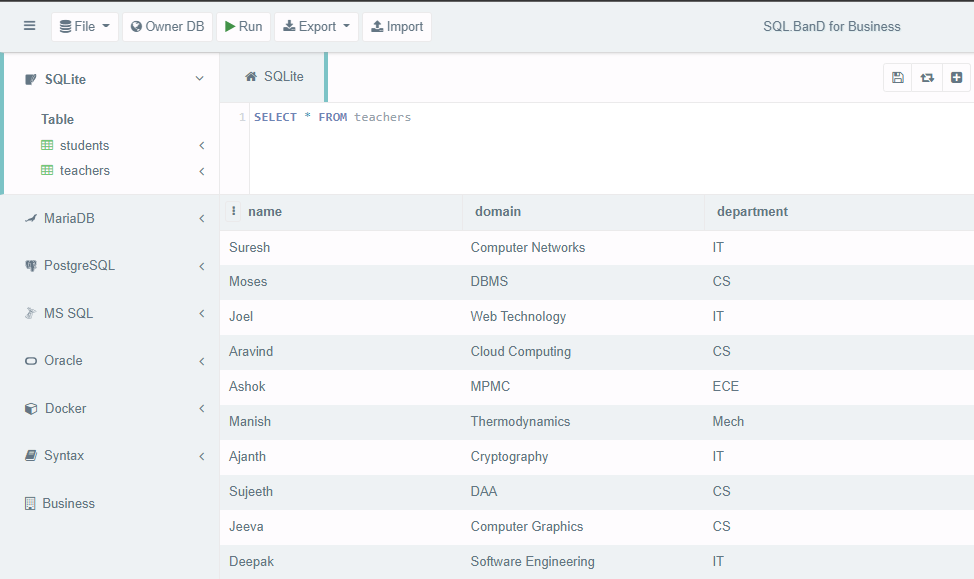 File Owner DB Run Export Import SQL.BanD for Business
SQLite
Table
students
teachers
MariaDB
PostgreSQL
MS SQL
Oracle
Docker
Syntax
Business
SQLite
1 SELECT * FROM teachers
name domain department
Suresh Computer Networks IT
Moses DBMS CS
Joel Web Technology IT
Aravind Cloud Computing CS
Ashok MPMC ECE
Manish Thermodynamics Mech
Ajanth Cryptography IT
Sujeeth DAA CS
Jeeva Computer Graphics CS
Deepak Software Engineering IT